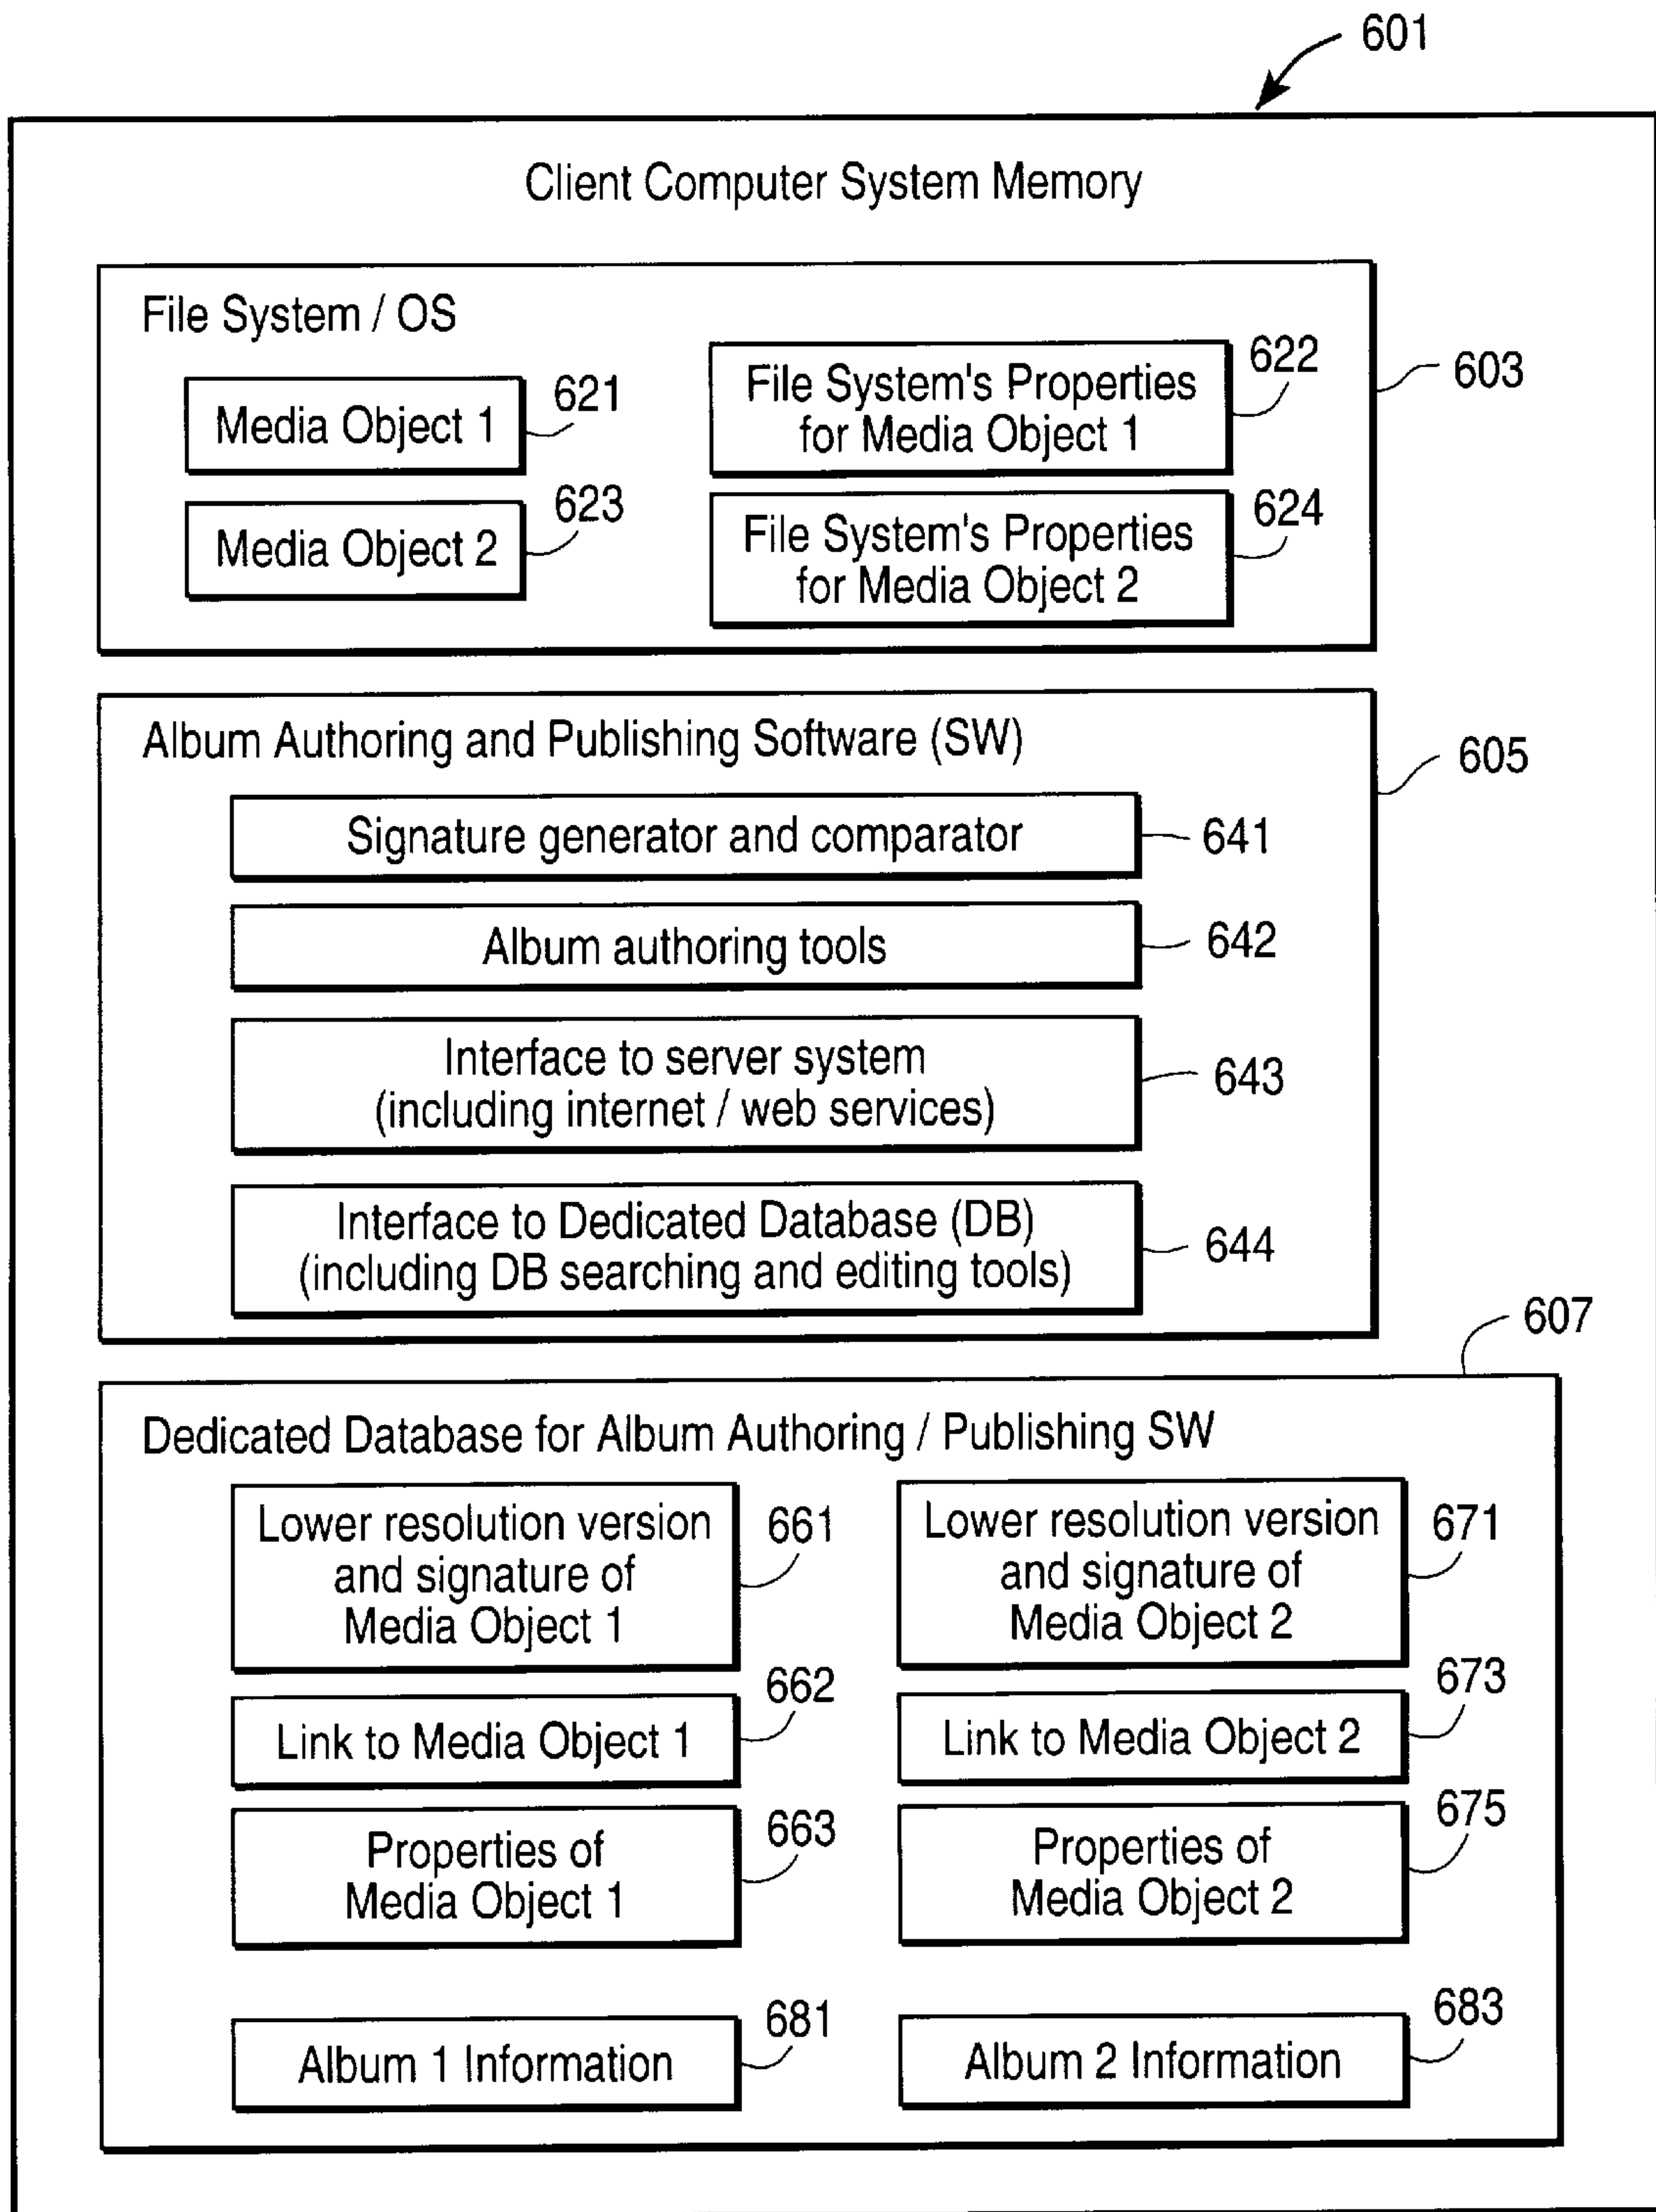 601
Client Computer System Memory
File System / OS
603
Media Object 1
621
File System's Properties
for Media Object 1
622
Media Object 2
623
File System's Properties
for Media Object 2
624
Album Authoring and Publishing Software (SW)
605
Signature generator and comparator
641
Album authoring tools
642
Interface to server system
(including internet / web services)
643
Interface to Dedicated Database (DB)
(including DB searching and editing tools)
644
607
Dedicated Database for Album Authoring / Publishing SW
Lower resolution version
and signature of
Media Object 1
661
Lower resolution version
and signature of
Media Object 2
671
Link to Media Object 1
662
Link to Media Object 2
673
Properties of
Media Object 1
663
Properties of
Media Object 2
675
Album 1 Information
681
Album 2 Information
683